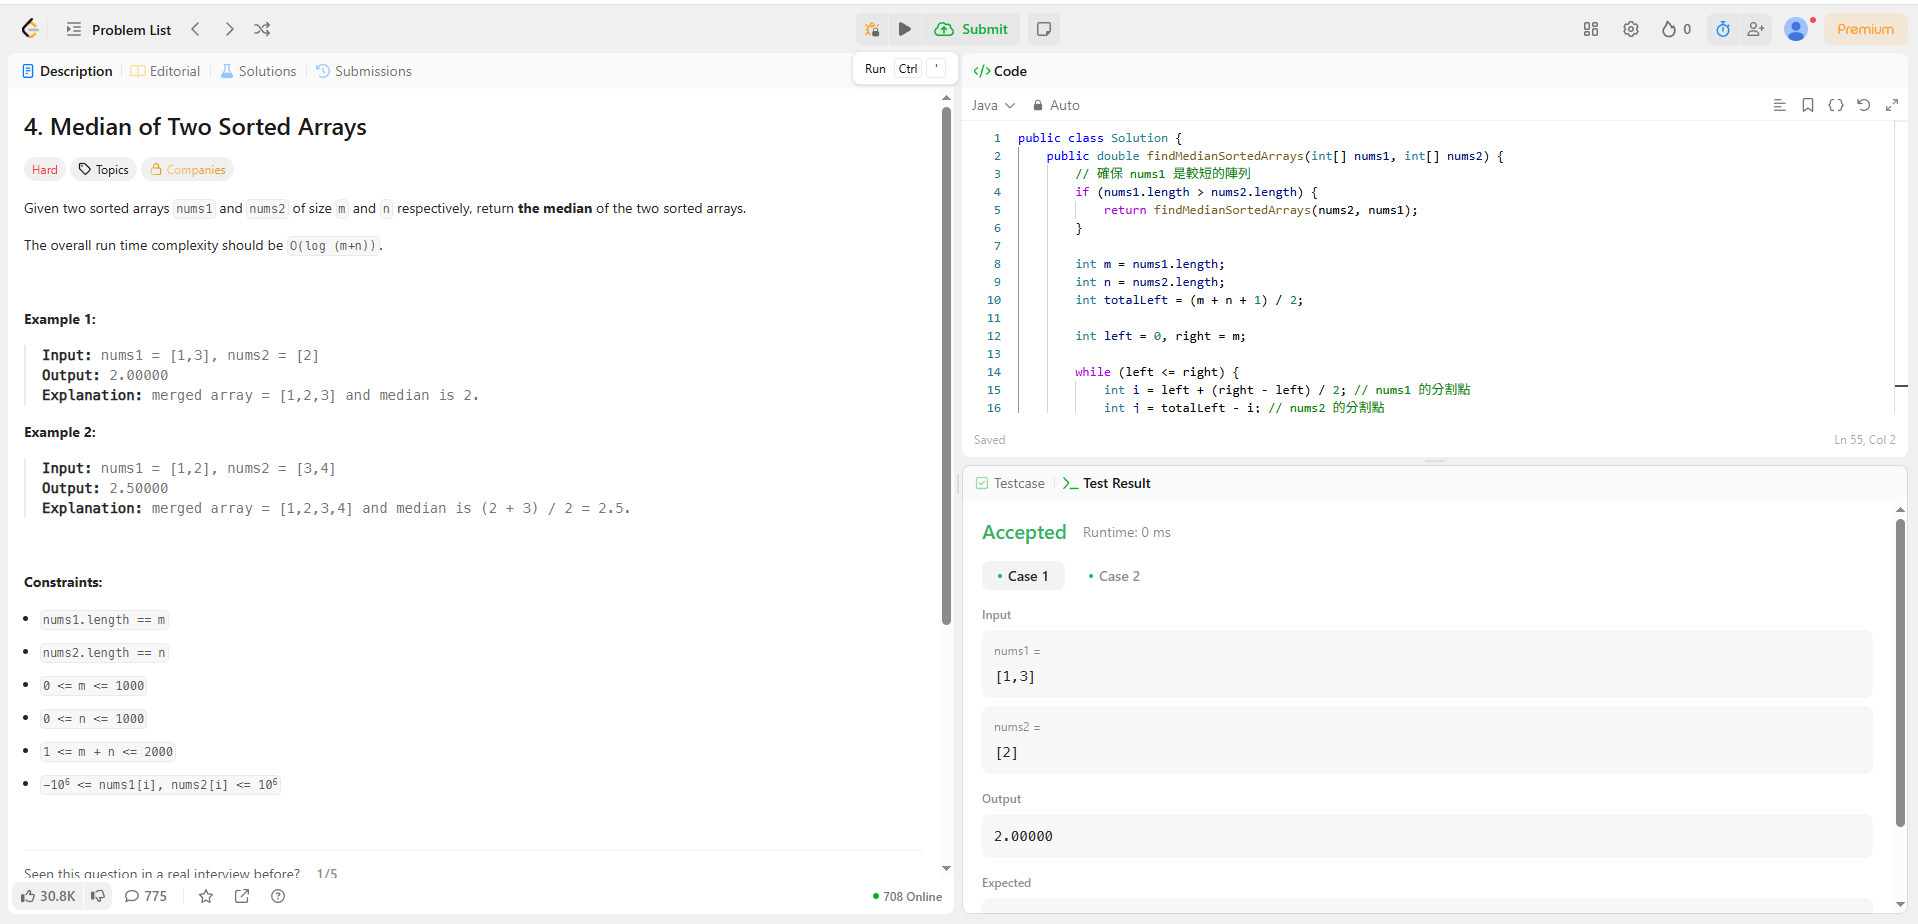 Problem List
Submit
0
Premium
Description
Editorial
Solutions
Submissions
Run Ctrl '
4. Median of Two Sorted Arrays
Hard
Topics
Companies
Given two sorted arrays nums1 and nums2 of size m and n respectively, return the median of the two sorted arrays.
The overall run time complexity should be O(log (m+n)).
Example 1:
Input: nums1 = [1,3], nums2 = [2]
Output: 2.00000
Explanation: merged array = [1,2,3] and median is 2.
Example 2:
Input: nums1 = [1,2], nums2 = [3,4]
Output: 2.50000
Explanation: merged array = [1,2,3,4] and median is (2 + 3) / 2 = 2.5.
Constraints:
• nums1.length == m
• nums2.length == n
• 0 <= m <= 1000
• 0 <= n <= 1000
• 1 <= m + n <= 2000
• -10⁶ <= nums1[i], nums2[i] <= 10⁶
Seen this question in a real interview before? 1/5
30.8K
775
708 Online
</> Code
Java
Auto
1 public class Solution {
2 public double findMedianSortedArrays(int[] nums1, int[] nums2) {
3 // 確保 nums1 是較短的陣列
4 if (nums1.length > nums2.length) {
5 return findMedianSortedArrays(nums2, nums1);
6 }
7
8 int m = nums1.length;
9 int n = nums2.length;
10 int totalLeft = (m + n + 1) / 2;
11
12 int left = 0, right = m;
13
14 while (left <= right) {
15 int i = left + (right - left) / 2; // nums1 的分割點
16 int j = totalLeft - i; // nums2 的分割點
Saved
Ln 55, Col 2
Testcase
Test Result
Accepted
Runtime: 0 ms
• Case 1
• Case 2
Input
nums1 =
[1,3]
nums2 =
[2]
Output
2.00000
Expected